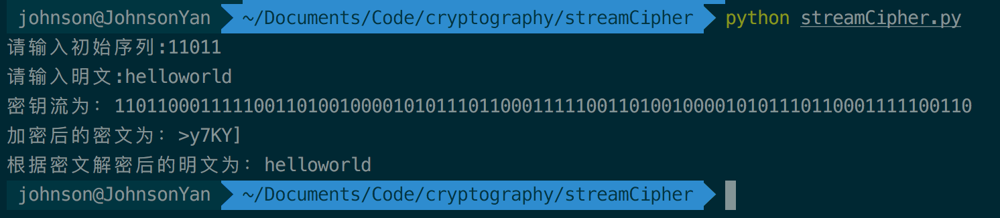 johnson@JohnsonYan ~/Documents/Code/cryptography/streamCipher python streamCipher.py
请输入初始序列:11011
请输入明文:helloworld
密钥流为: 11011000111110011010010000101011101100011111001101001000010101110110001111100110
加密后的密文为: >y7KY]
根据密文解密后的明文为: helloworld
johnson@JohnsonYan ~/Documents/Code/cryptography/streamCipher